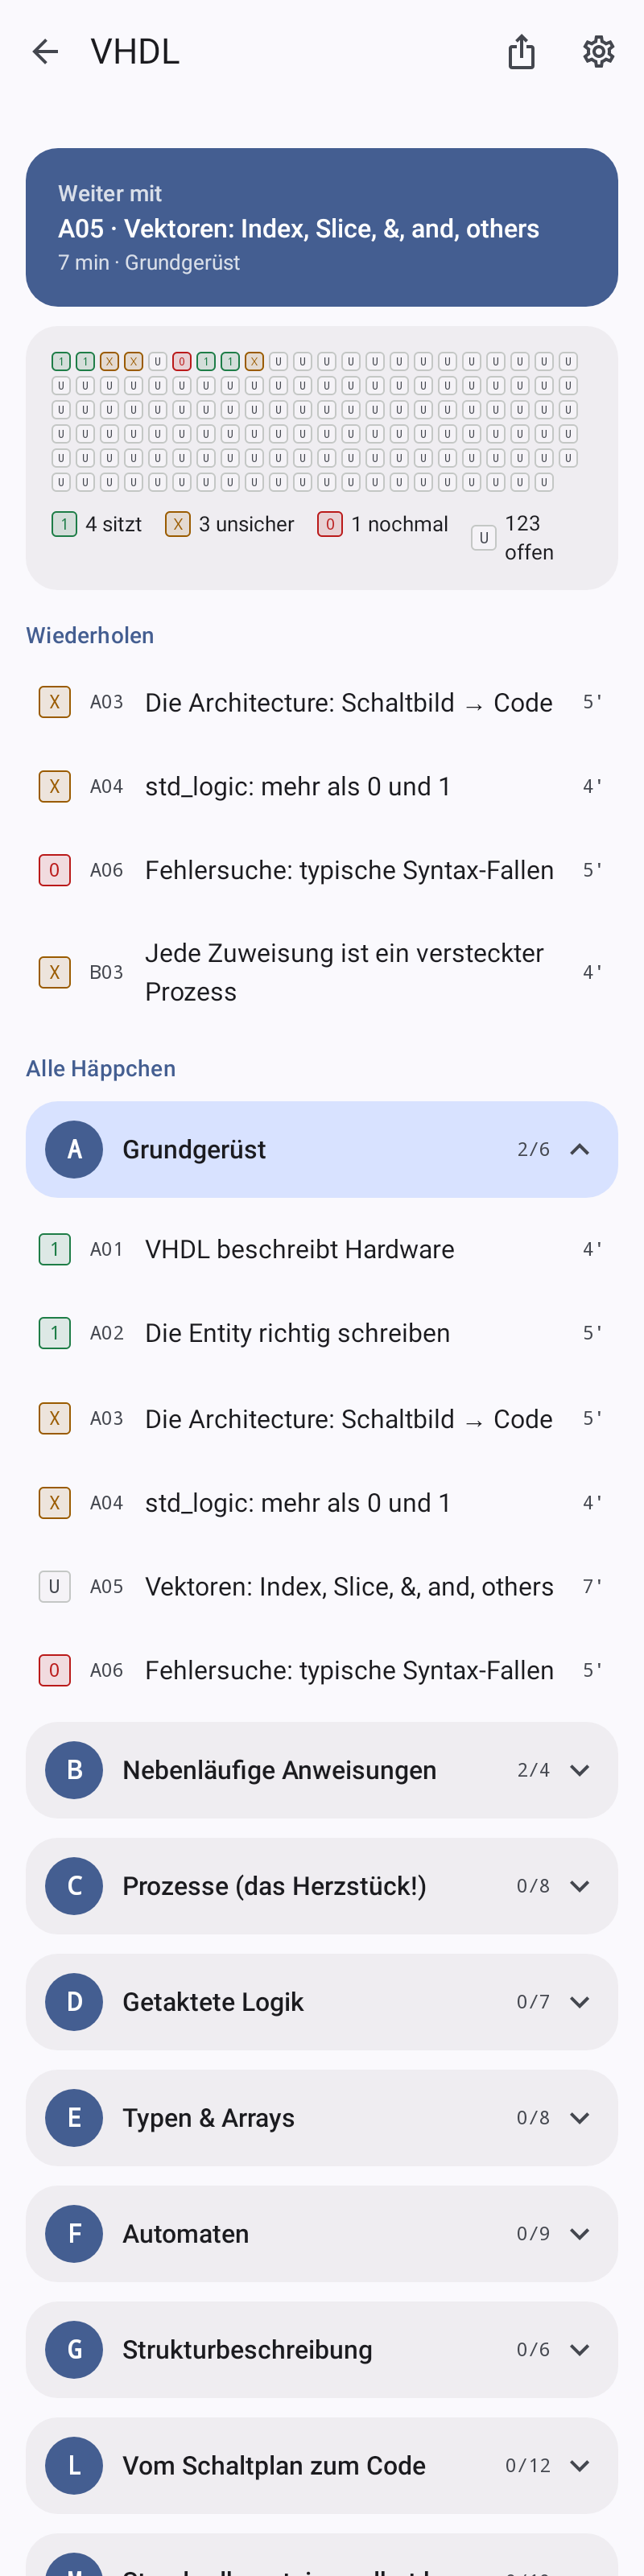 VHDL
Weiter mit
A05 · Vektoren: Index, Slice, &, and, others
7 min · Grundgerüst
1 1 X X U 0 1 1 X U U U U U U U U U U U U U
U U U U U U U U U U U U U U U U U U U U U U
U U U U U U U U U U U U U U U U U U U U U U
U U U U U U U U U U U U U U U U U U U U U U
U U U U U U U U U U U U U U U U U U U U U U
U U U U U U U U U U U U U U U U U U U U U
1 4 sitzt X 3 unsicher 0 1 nochmal U 123
offen
Wiederholen
X A03 Die Architecture: Schaltbild → Code 5'
X A04 std_logic: mehr als 0 und 1 4'
0 A06 Fehlersuche: typische Syntax-Fallen 5'
X B03 Jede Zuweisung ist ein versteckter
Prozess 4'
Alle Häppchen
A Grundgerüst 2/6
1 A01 VHDL beschreibt Hardware 4'
1 A02 Die Entity richtig schreiben 5'
X A03 Die Architecture: Schaltbild → Code 5'
X A04 std_logic: mehr als 0 und 1 4'
U A05 Vektoren: Index, Slice, &, and, others 7'
0 A06 Fehlersuche: typische Syntax-Fallen 5'
B Nebenläufige Anweisungen 2/4
C Prozesse (das Herzstück!) 0/8
D Getaktete Logik 0/7
E Typen & Arrays 0/8
F Automaten 0/9
G Strukturbeschreibung 0/6
L Vom Schaltplan zum Code 0/12